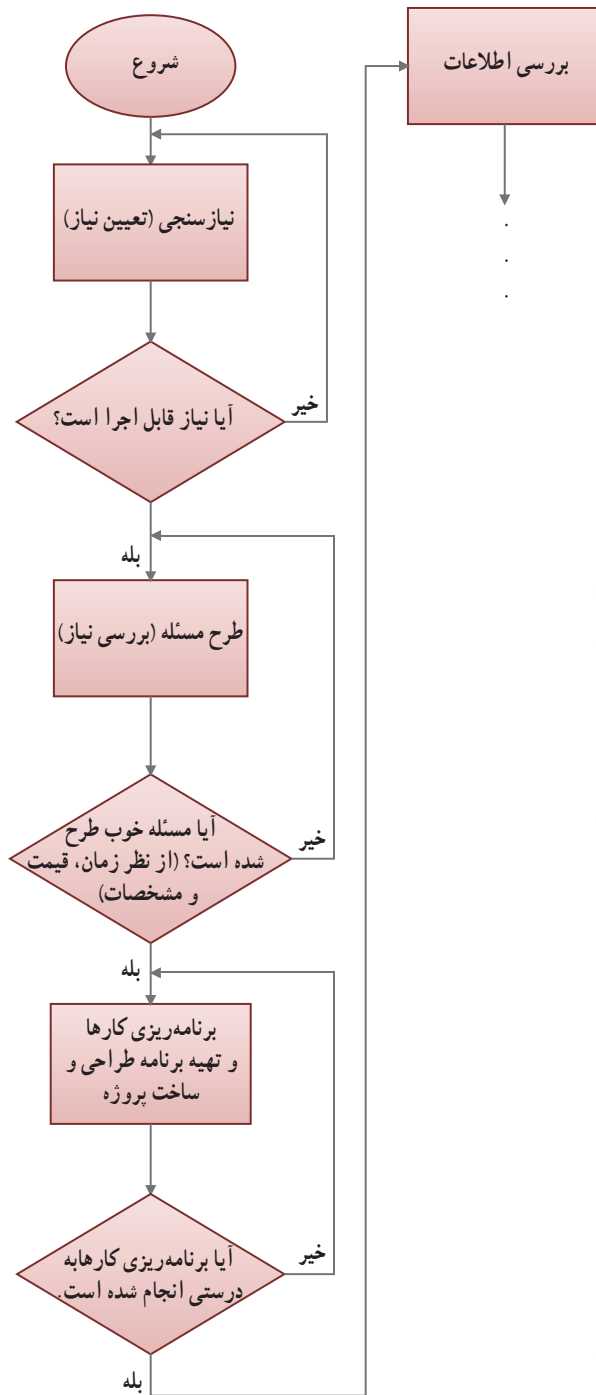 شروع
نیازسنجی (تعیین نیاز)
آیا نیاز قابل اجرا است؟
خیر
بله
طرح مسئله (بررسی نیاز)
آیا مسئله خوب طرح
شده است؟ (از نظر زمان، قیمت
و مشخصات)
خیر
بله
برنامه‌ریزی کارها
و تهیه برنامه طراحی و
ساخت پروژه
آیا برنامه‌ریزی کارهابه
درستی انجام شده است.
خیر
بله
بررسی اطلاعات
.
.
.